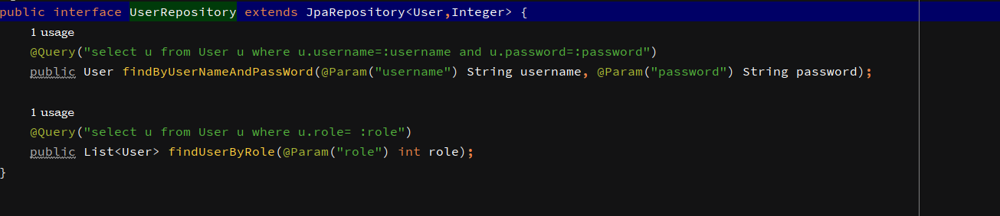 public interface UserRepository extends JpaRepository<User,Integer> {
1 usage
@Query("select u from User u where u.username=:username and u.password=:password")
public User findByUserNameAndPassWord(@Param("username") String username, @Param("password") String password);
1 usage
@Query("select u from User u where u.role= :role")
public List<User> findUserByRole(@Param("role") int role);
}